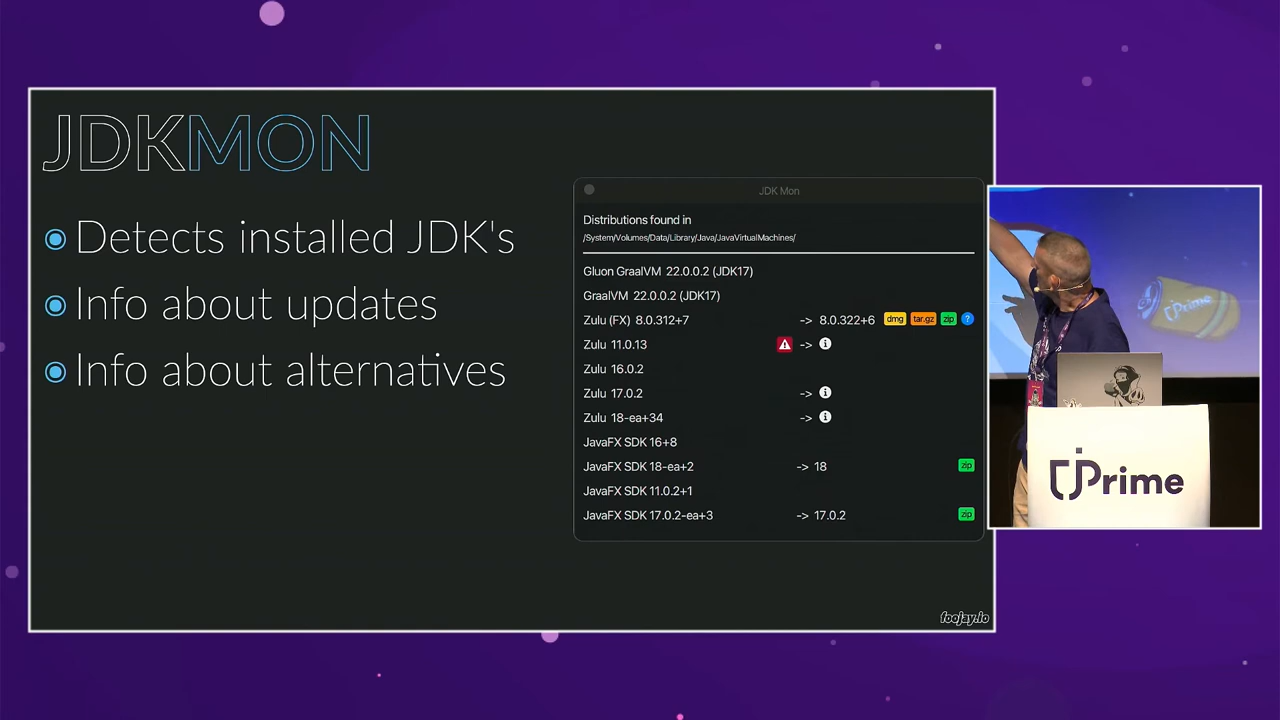 JDKMON
Detects installed JDK's
Info about updates
Info about alternatives
JDK Mon
Distributions found in
/System/Volumes/Data/Library/Java/JavaVirtualMachines/
Gluon GraalVM 22.0.0.2 (JDK17)
GraalVM 22.0.0.2 (JDK17)
Zulu (FX) 8.0.312+7 -> 8.0.322+6 dmg tar.gz zip ?
Zulu 11.0.13 ->
Zulu 16.0.2
Zulu 17.0.2 ->
Zulu 18-ea+34 ->
JavaFX SDK 16+8
JavaFX SDK 18-ea+2 -> 18 zip
JavaFX SDK 11.0.2+1
JavaFX SDK 17.0.2-ea+3 -> 17.0.2 zip
foojay.io
jPrime
jPrime